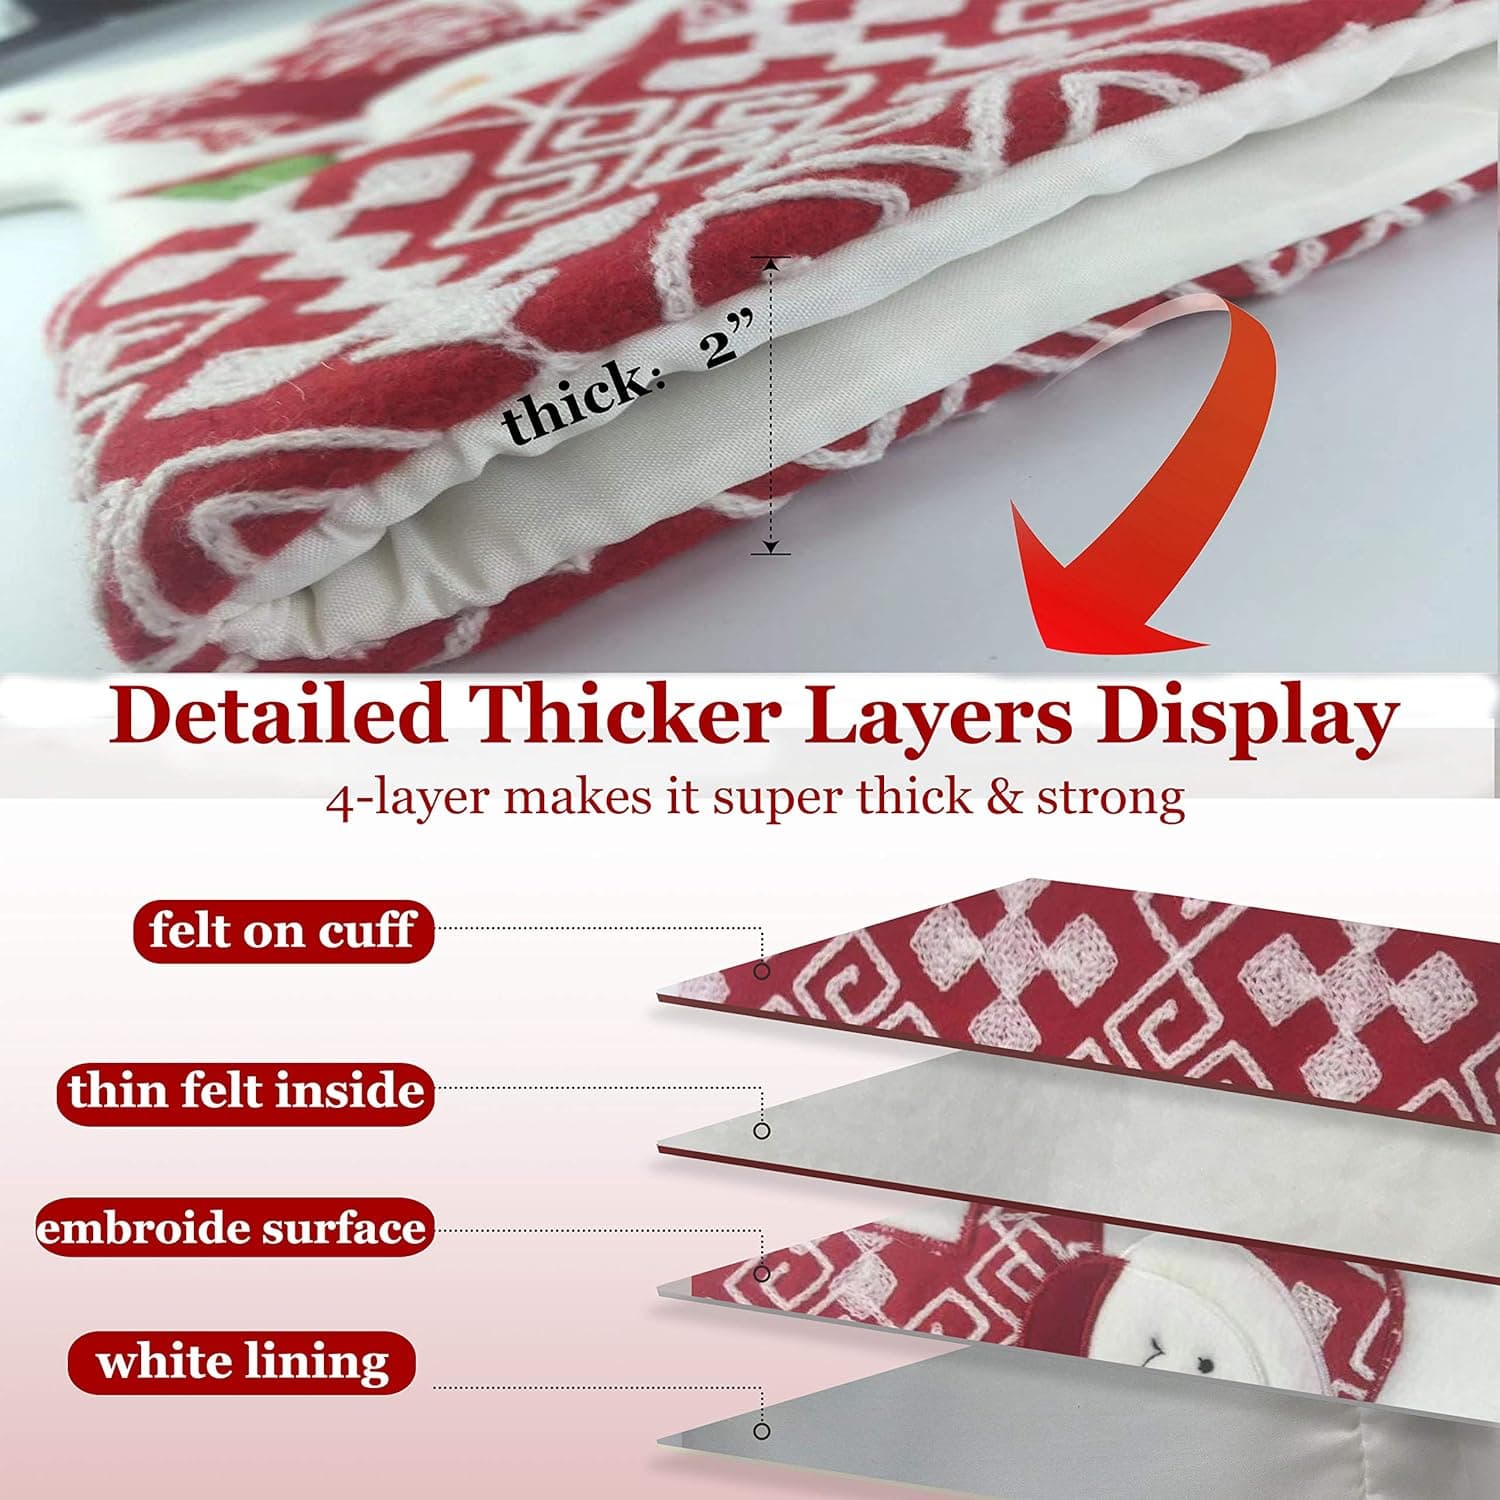 thick: 2”
Detailed Thicker Layers Display
4-layer makes it super thick & strong
felt on cuff
thin felt inside
embroide surface
white lining